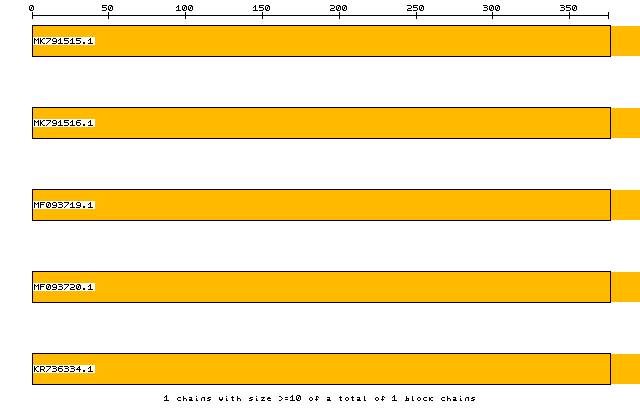 0 50 100 150 200 250 300 350
MK791515.1
MK791516.1
MF093719.1
MF093720.1
KR736334.1
1 chains with size >=10 of a total of 1 block chains